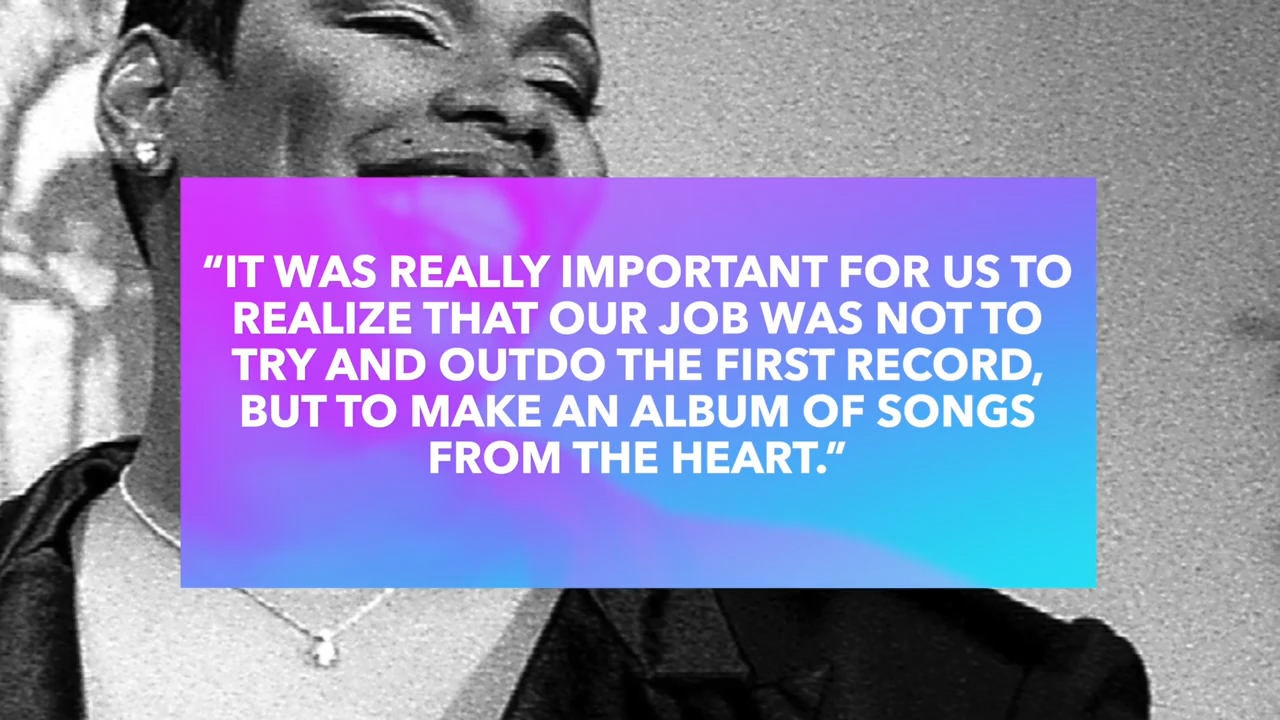 “IT WAS REALLY IMPORTANT FOR US TO
REALIZE THAT OUR JOB WAS NOT TO
TRY AND OUTDO THE FIRST RECORD,
BUT TO MAKE AN ALBUM OF SONGS
FROM THE HEART.”